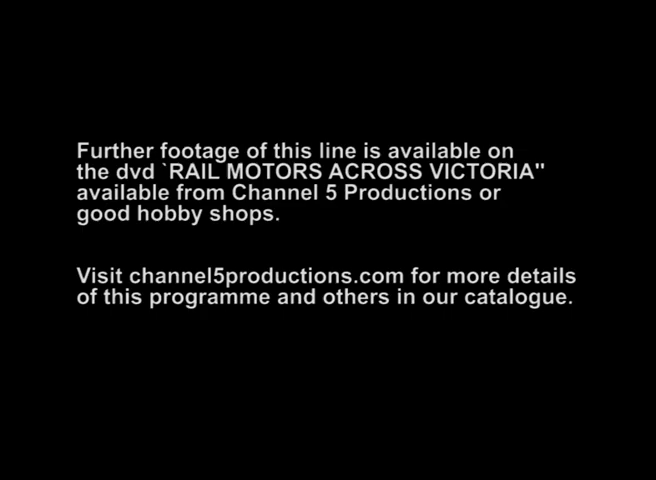 Further footage of this line is available on
the dvd `RAIL MOTORS ACROSS VICTORIA"
available from Channel 5 Productions or
good hobby shops.
Visit channel5productions.com for more details
of this programme and others in our catalogue.